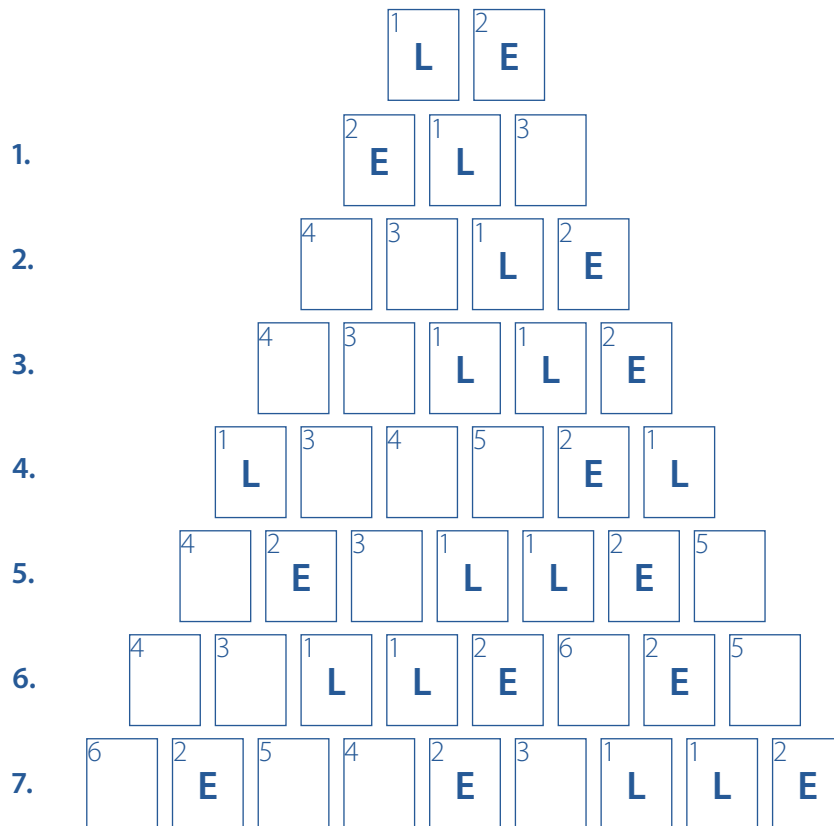 1 L 2 E
1. 2 E 1 L 3
2. 4 3 1 L 2 E
3. 4 3 1 L 1 L 2 E
4. 1 L 3 4 5 2 E 1 L
5. 4 2 E 3 1 L 1 L 2 E 5
6. 4 3 1 L 1 L 2 E 6 2 E 5
7. 6 2 E 5 4 2 E 3 1 L 1 L 2 E